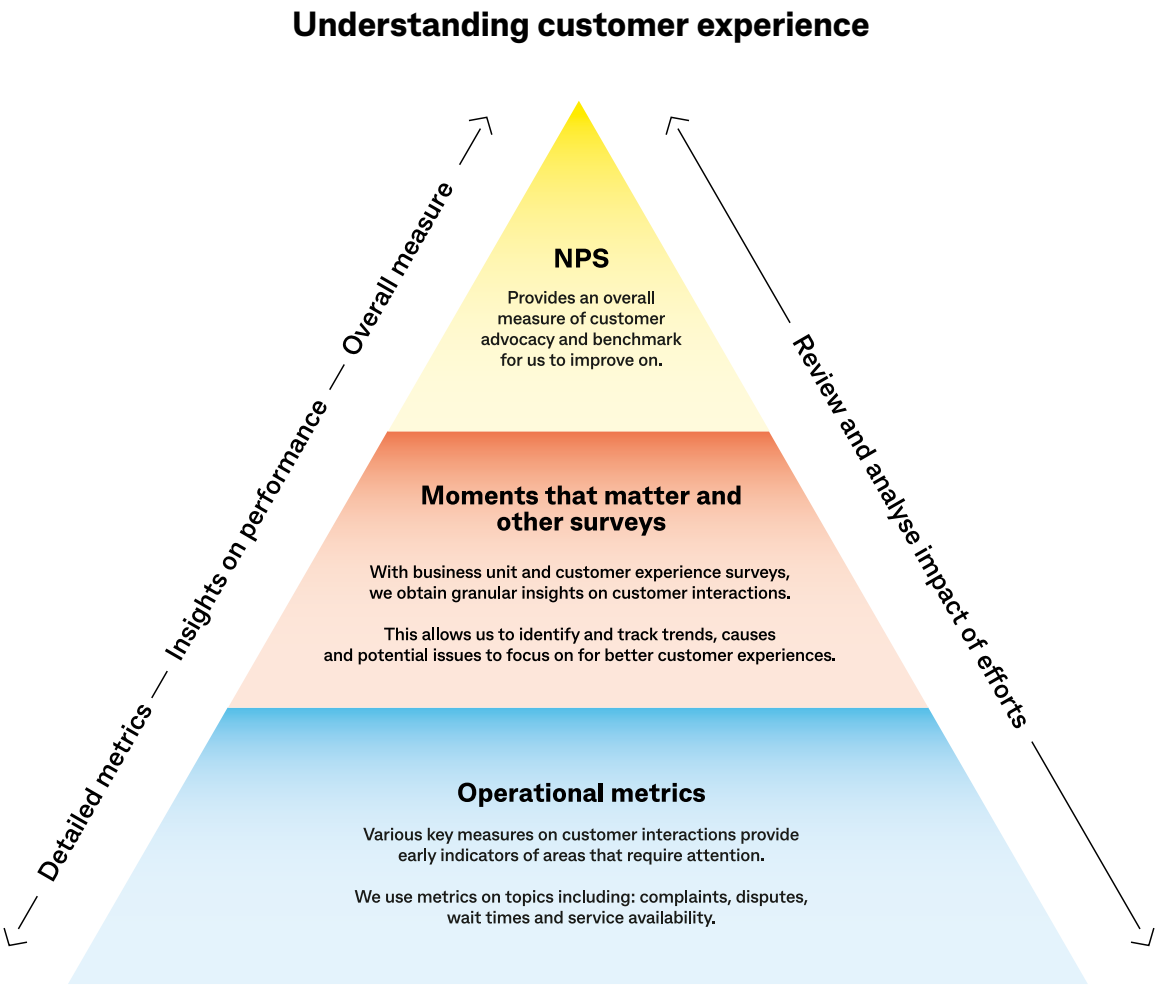 Understanding customer experience
Overall measure
Insights on performance
Detailed metrics
Review and analyse impact of efforts
NPS
Provides an overall
measure of customer
advocacy and benchmark
for us to improve on.
Moments that matter and
other surveys
With business unit and customer experience surveys,
we obtain granular insights on customer interactions.
This allows us to identify and track trends, causes
and potential issues to focus on for better customer experiences.
Operational metrics
Various key measures on customer interactions provide
early indicators of areas that require attention.
We use metrics on topics including: complaints, disputes,
wait times and service availability.